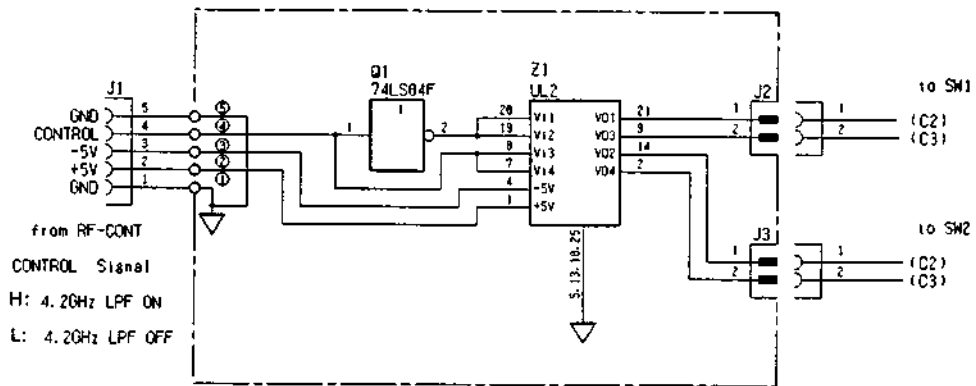 J1
GND 5 ⑤
CONTROL 4 ④
-5V 3 ③
+5V 2 ②
GND 1 ①
from RF-CONT
CONTROL Signal
H: 4.2GHz LPF ON
L: 4.2GHz LPF OFF
Q1
74LS04F
1 1 2
Z1
UL2
20 Vi1 VO1 21
19 Vi2 VO3 9
8 Vi3 VO2 14
7 Vi4 VO4 2
4 -5V
1 +5V
5.13.18.25
J2
1 1
2 2
to SW1
(C2)
(C3)
J3
1 1
2 2
to SW2
(C2)
(C3)